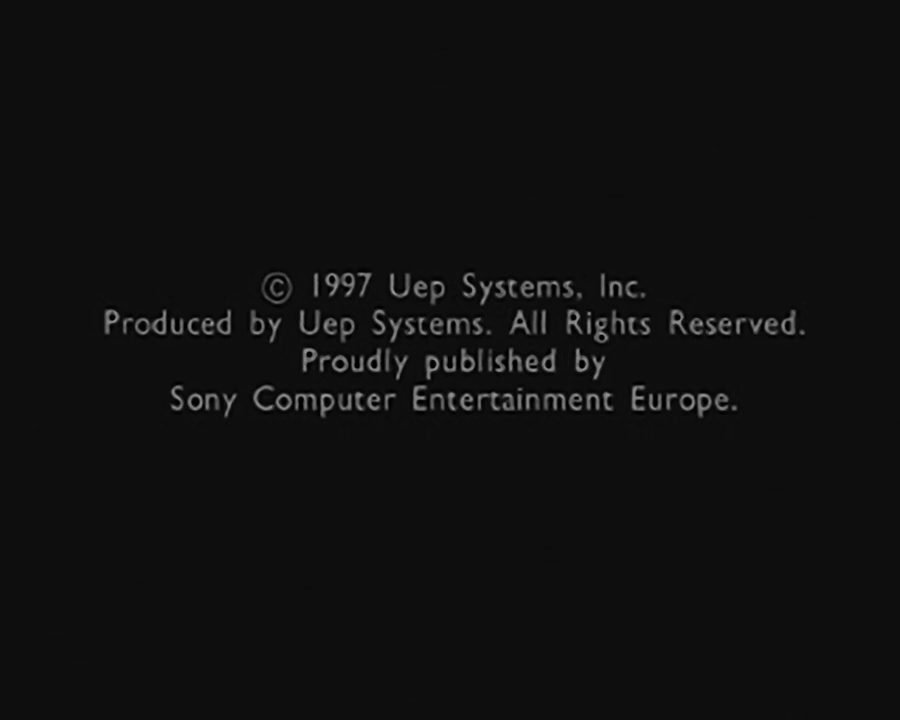 © 1997 Uep Systems, Inc.
Produced by Uep Systems. All Rights Reserved.
Proudly published by
Sony Computer Entertainment Europe.